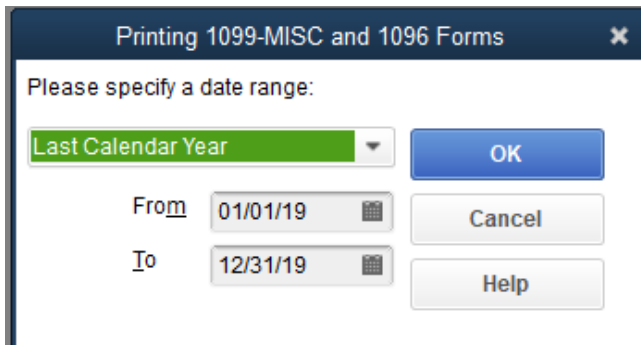 Printing 1099-MISC and 1096 Forms
Please specify a date range:
Last Calendar Year
OK
From 01/01/19
Cancel
To 12/31/19
Help